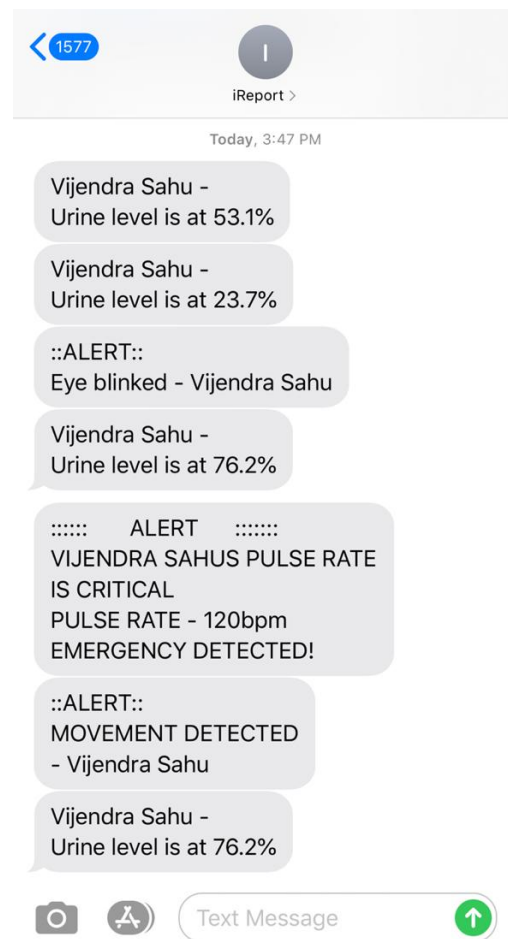 1577
I
iReport >
Today, 3:47 PM
Vijendra Sahu -
Urine level is at 53.1%
Vijendra Sahu -
Urine level is at 23.7%
::ALERT::
Eye blinked - Vijendra Sahu
Vijendra Sahu -
Urine level is at 76.2%
:::::: ALERT :::::::
VIJENDRA SAHUS PULSE RATE
IS CRITICAL
PULSE RATE - 120bpm
EMERGENCY DETECTED!
::ALERT::
MOVEMENT DETECTED
- Vijendra Sahu
Vijendra Sahu -
Urine level is at 76.2%
Text Message